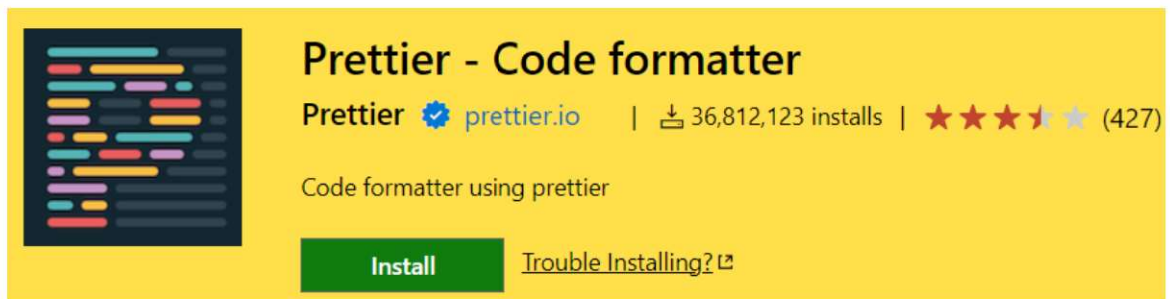 Prettier - Code formatter
Prettier prettier.io | 36,812,123 installs | (427)
Code formatter using prettier
Install Trouble Installing?